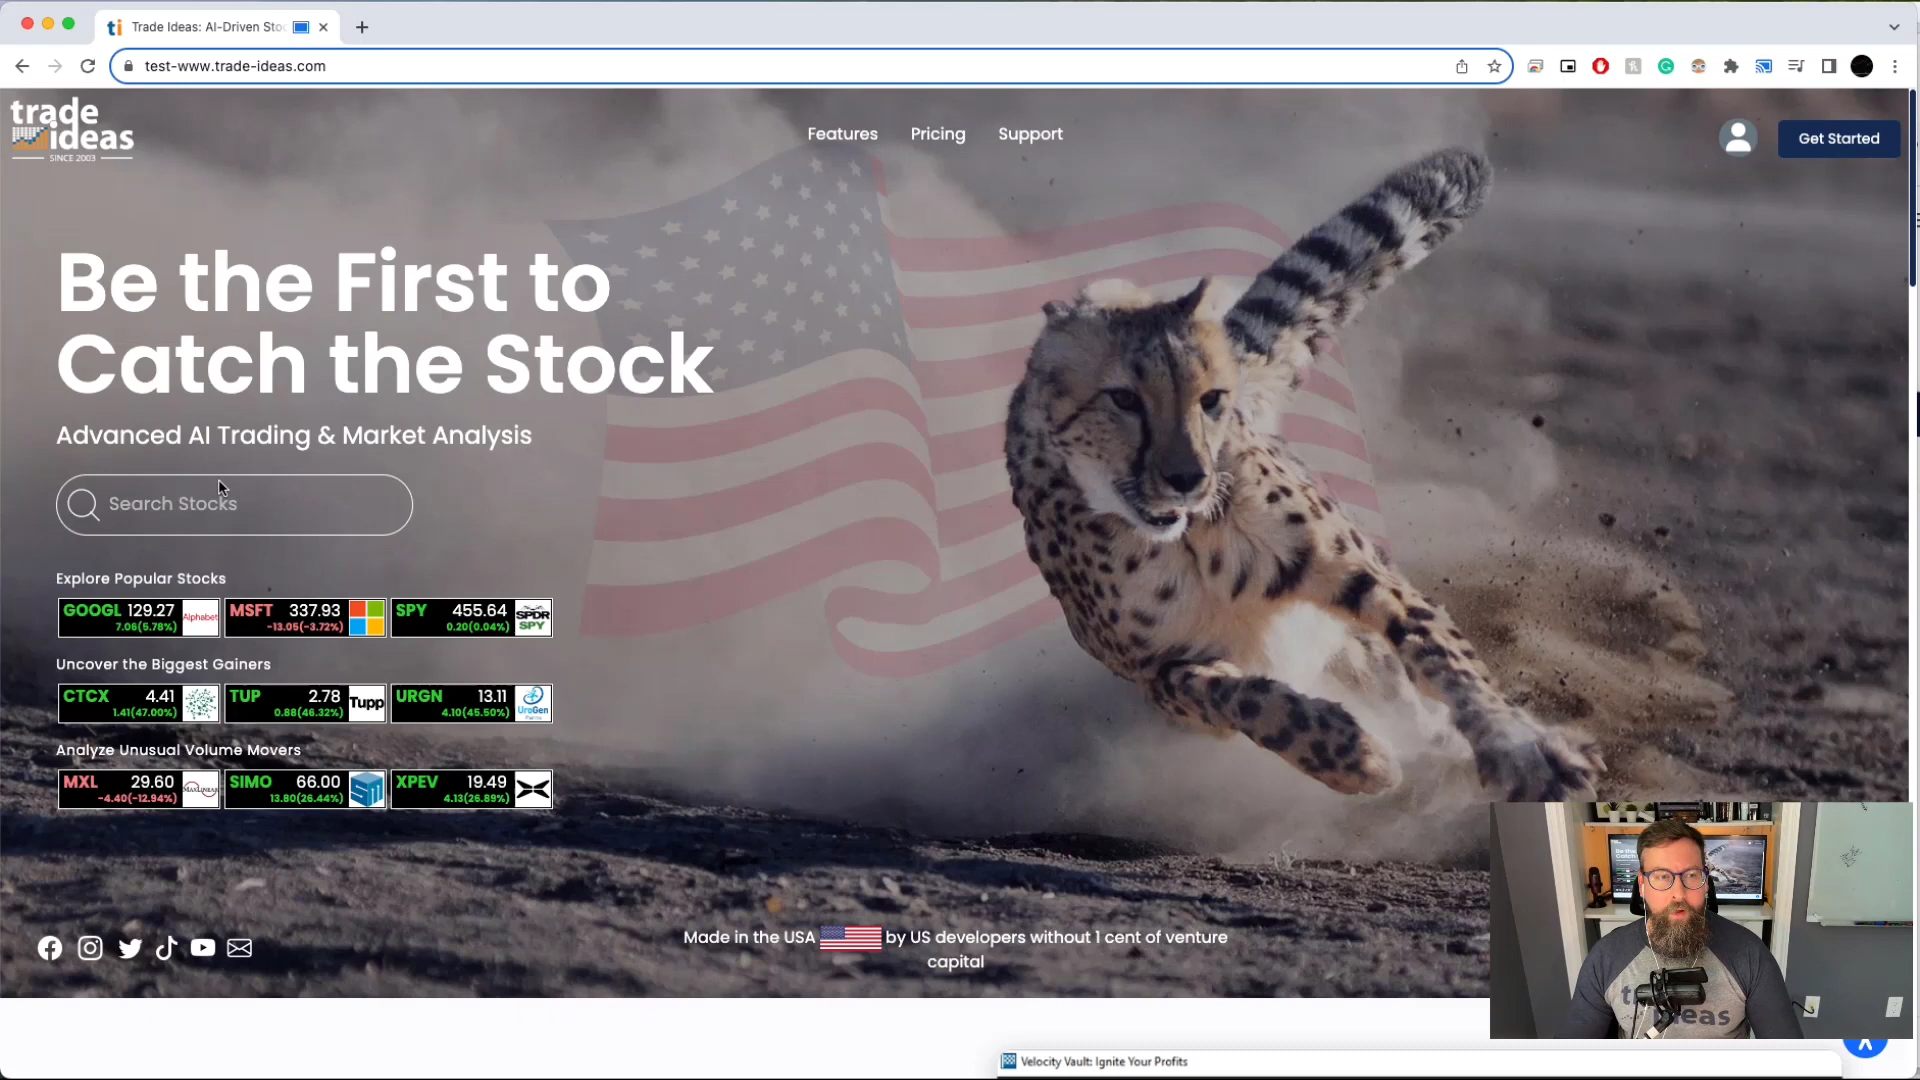 Trade Ideas: AI-Driven Sto
test-www.trade-ideas.com
trade
ideas
SINCE 2003
Features
Pricing
Support
Get Started
Be the First to
Catch the Stock
Advanced AI Trading & Market Analysis
Search Stocks
Explore Popular Stocks
GOOGL 129.27
7.06(5.78%)
Alphabet
MSFT 337.93
-13.05(-3.72%)
SPY 455.64
0.20(0.04%)
SPDR
SPY
Uncover the Biggest Gainers
CTCX 4.41
1.41(47.00%)
TUP 2.78
0.88(46.32%)
Tupp
URGN 13.11
4.10(45.50%)
UroGen
Analyze Unusual Volume Movers
MXL 29.60
-4.40(-12.94%)
MAXLINEAR
SIMO 66.00
13.80(26.44%)
XPEV 19.49
4.13(26.89%)
Made in the USA by US developers without 1 cent of venture
capital
Velocity Vault: Ignite Your Profits